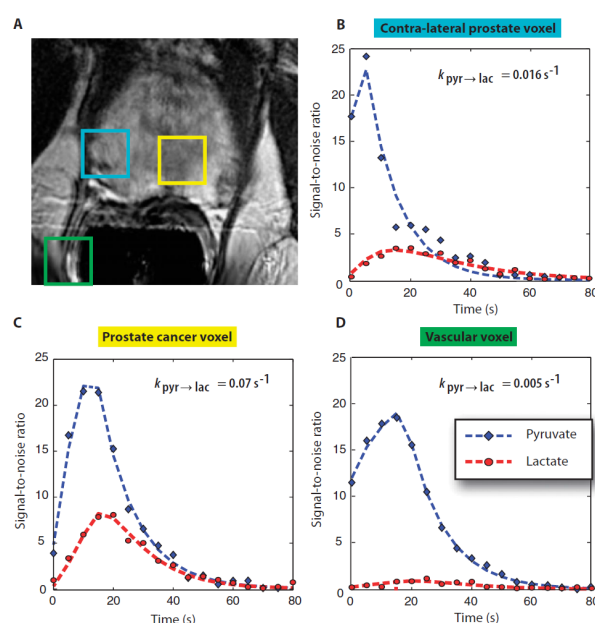 A
B
Contra-lateral prostate voxel
k pyr → lac = 0.016 s⁻¹
Signal-to-noise ratio
25
20
15
10
5
0
0 20 40 60 80
Time (s)
C
Prostate cancer voxel
k pyr → lac = 0.07 s⁻¹
Signal-to-noise ratio
25
20
15
10
5
0
0 20 40 60 80
Time (s)
D
Vascular voxel
k pyr → lac = 0.005 s⁻¹
Signal-to-noise ratio
25
20
15
10
5
0
0 20 40 60 80
Time (s)
Pyruvate
Lactate